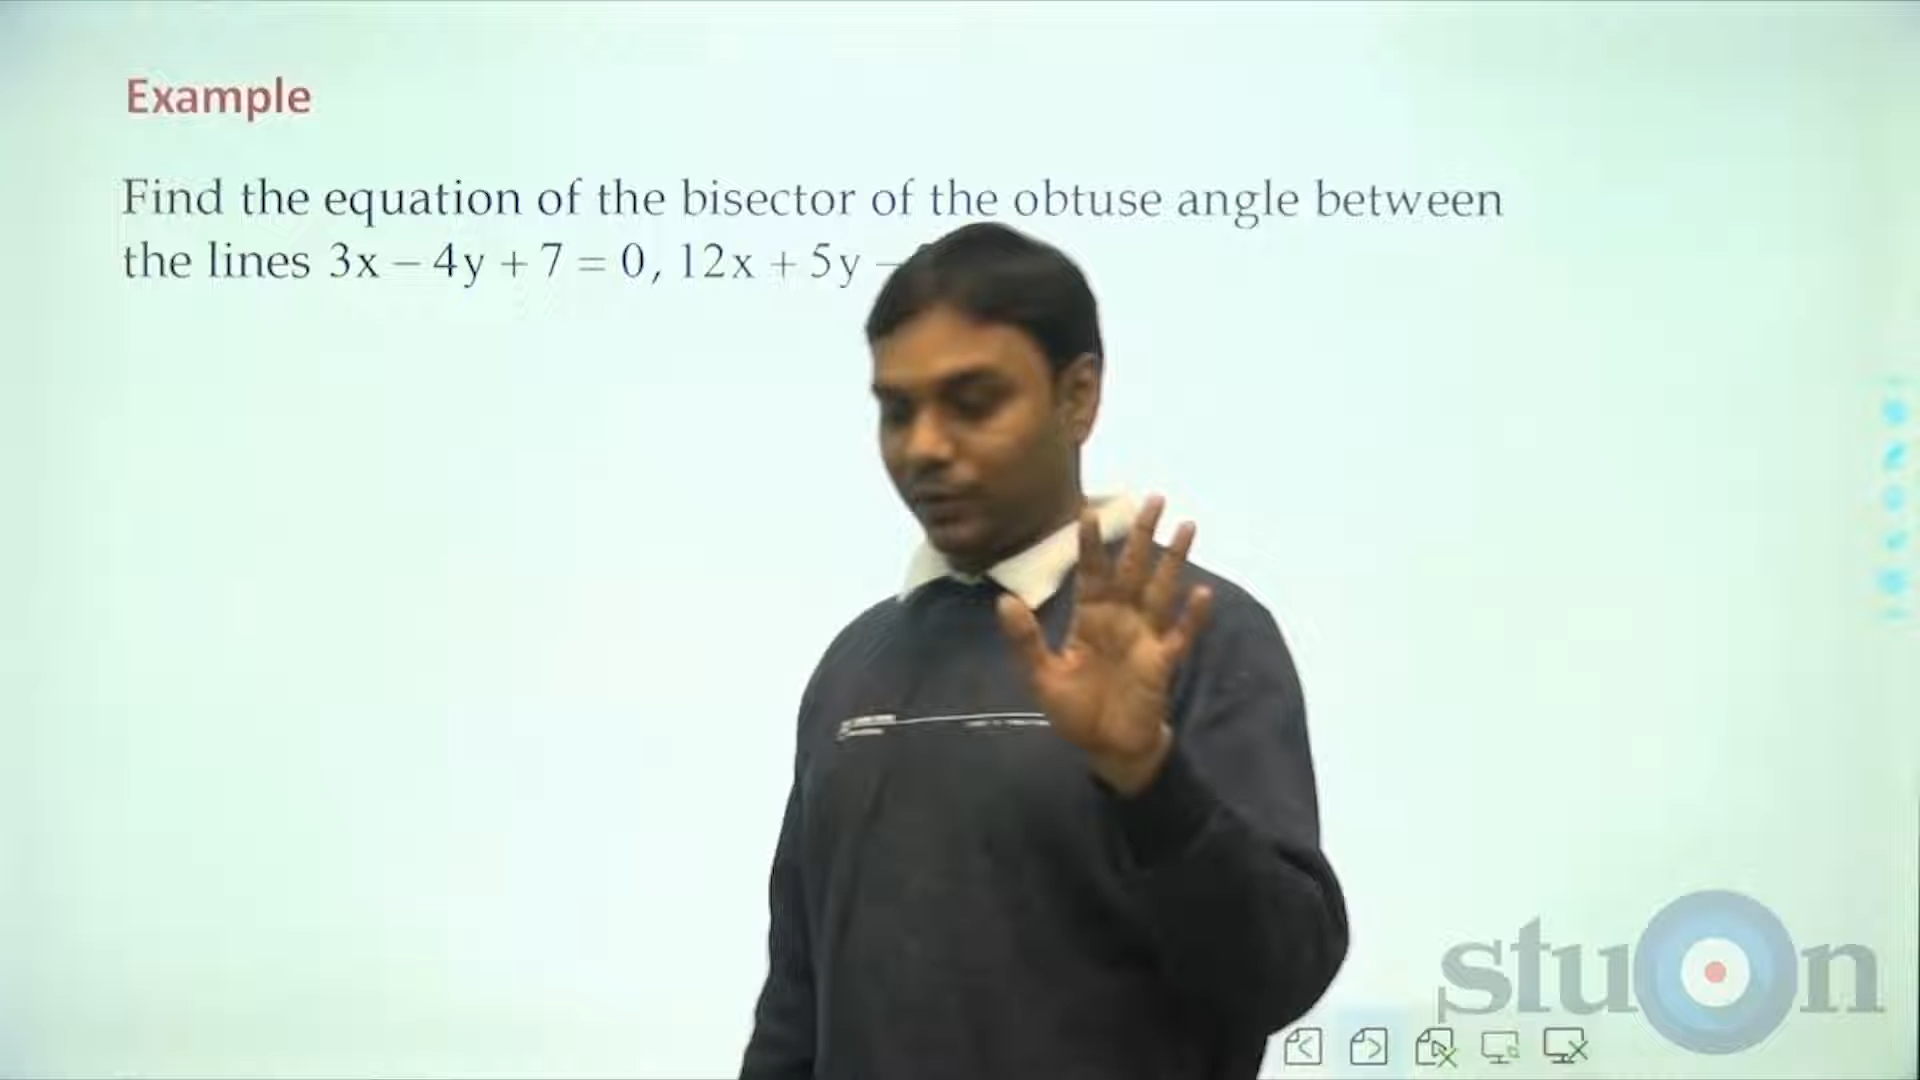 Example
Find the equation of the bisector of the obtuse angle between
the lines 3x – 4y + 7 = 0, 12x + 5y –
stuOn